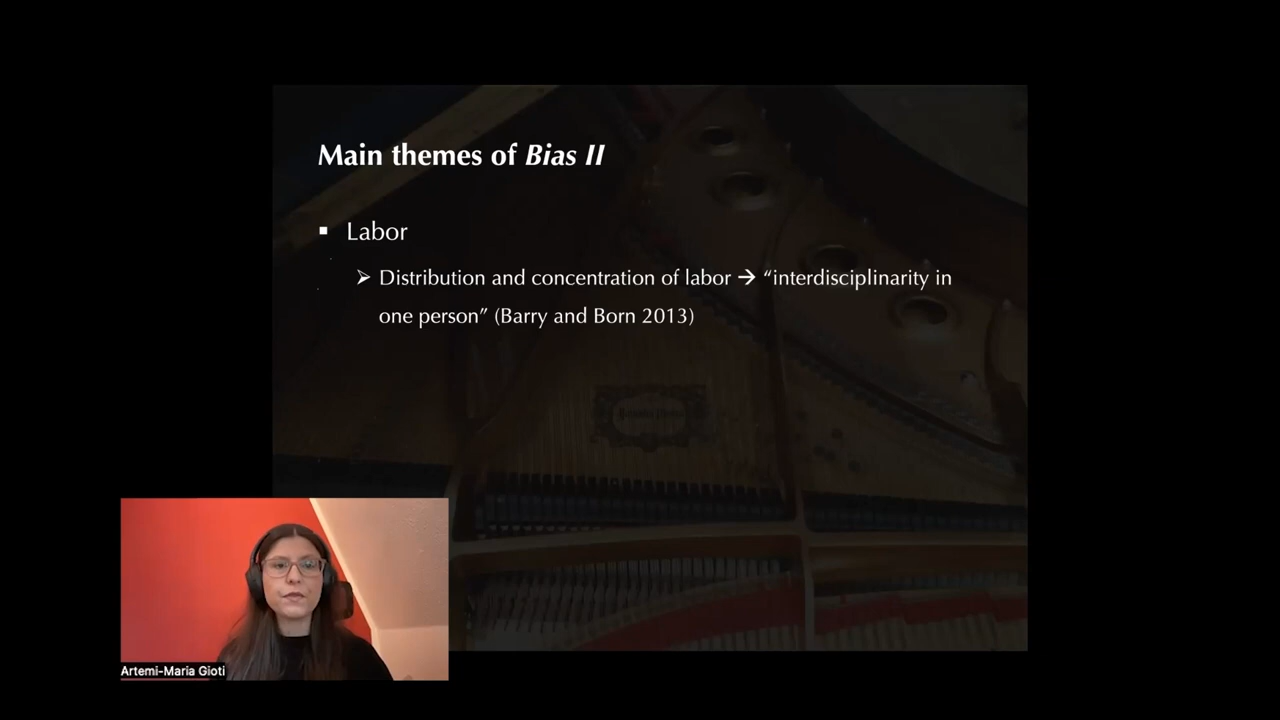 Main themes of Bias II
▪ Labor
➢ Distribution and concentration of labor → “interdisciplinarity in
one person” (Barry and Born 2013)
Artemi-Maria Gioti